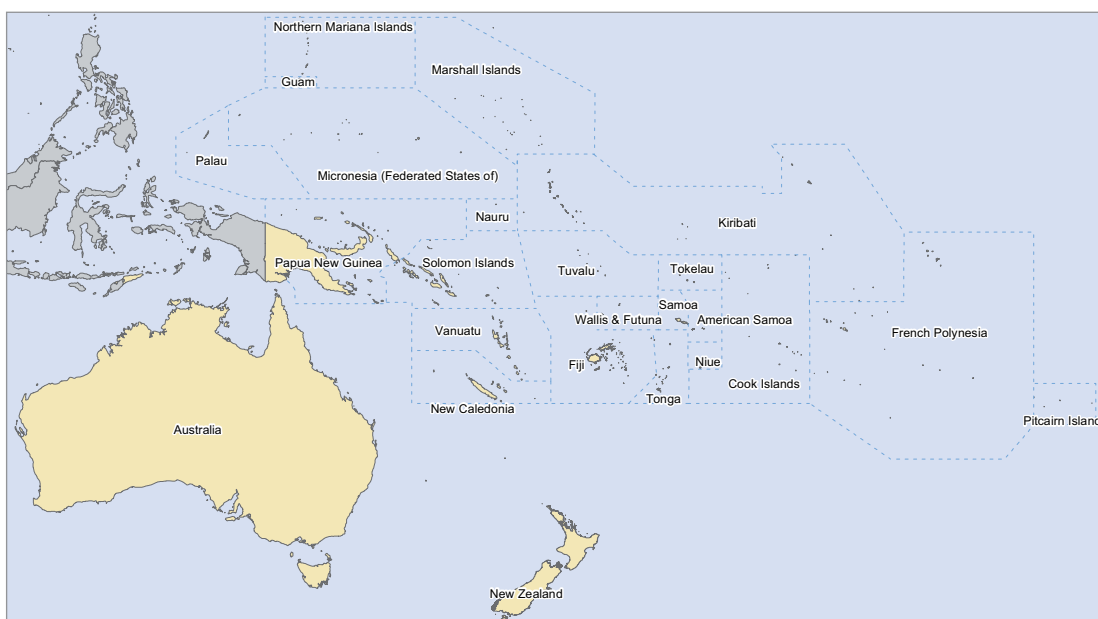 Northern Mariana Islands
Marshall Islands
Guam
Palau
Micronesia (Federated States of)
Nauru
Kiribati
Papua New Guinea
Solomon Islands
Tuvalu
Tokelau
Samoa
Wallis & Futuna
American Samoa
Vanuatu
French Polynesia
Fiji
Niue
Cook Islands
Tonga
New Caledonia
Pitcairn Islanc
Australia
New Zealand